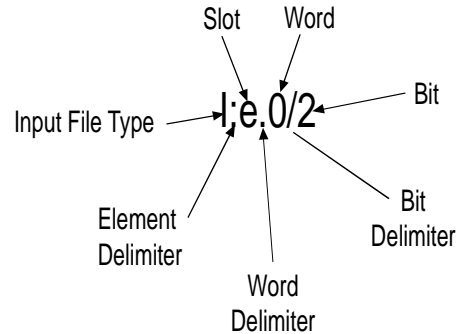 Slot
Word
I:e.0/2
Bit
Input File Type
Element
Delimiter
Bit
Delimiter
Word
Delimiter